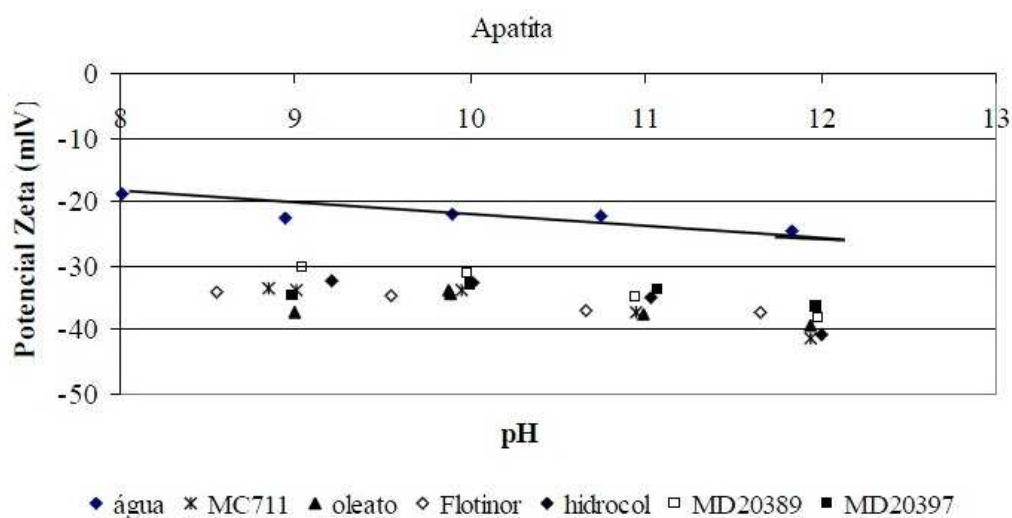 Apatita
Potencial Zeta (mlV)
0
-10
-20
-30
-40
-50
8 9 10 11 12 13
pH
água MC711 oleato Flotinor hidrocol MD20389 MD20397